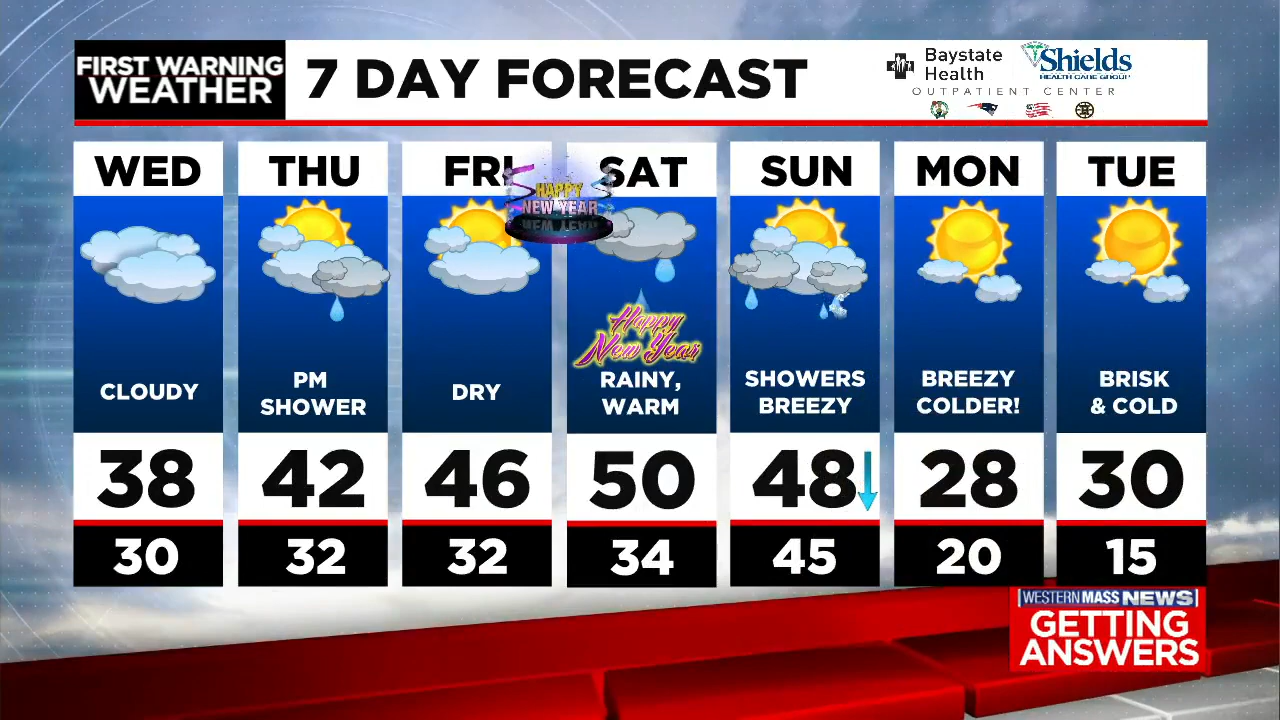 FIRST WARNING
WEATHER
7 DAY FORECAST
Baystate
Health
Shields
HEALTH CARE GROUP
OUTPATIENT CENTER
WED
THU
FRI
SAT
SUN
MON
TUE
HAPPY
NEW YEAR
Happy
New Year
CLOUDY
PM
SHOWER
DRY
RAINY,
WARM
SHOWERS
BREEZY
BREEZY
COLDER!
BRISK
& COLD
38
42
46
50
48
28
30
30
32
32
34
45
20
15
WESTERN MASS NEWS
GETTING
ANSWERS